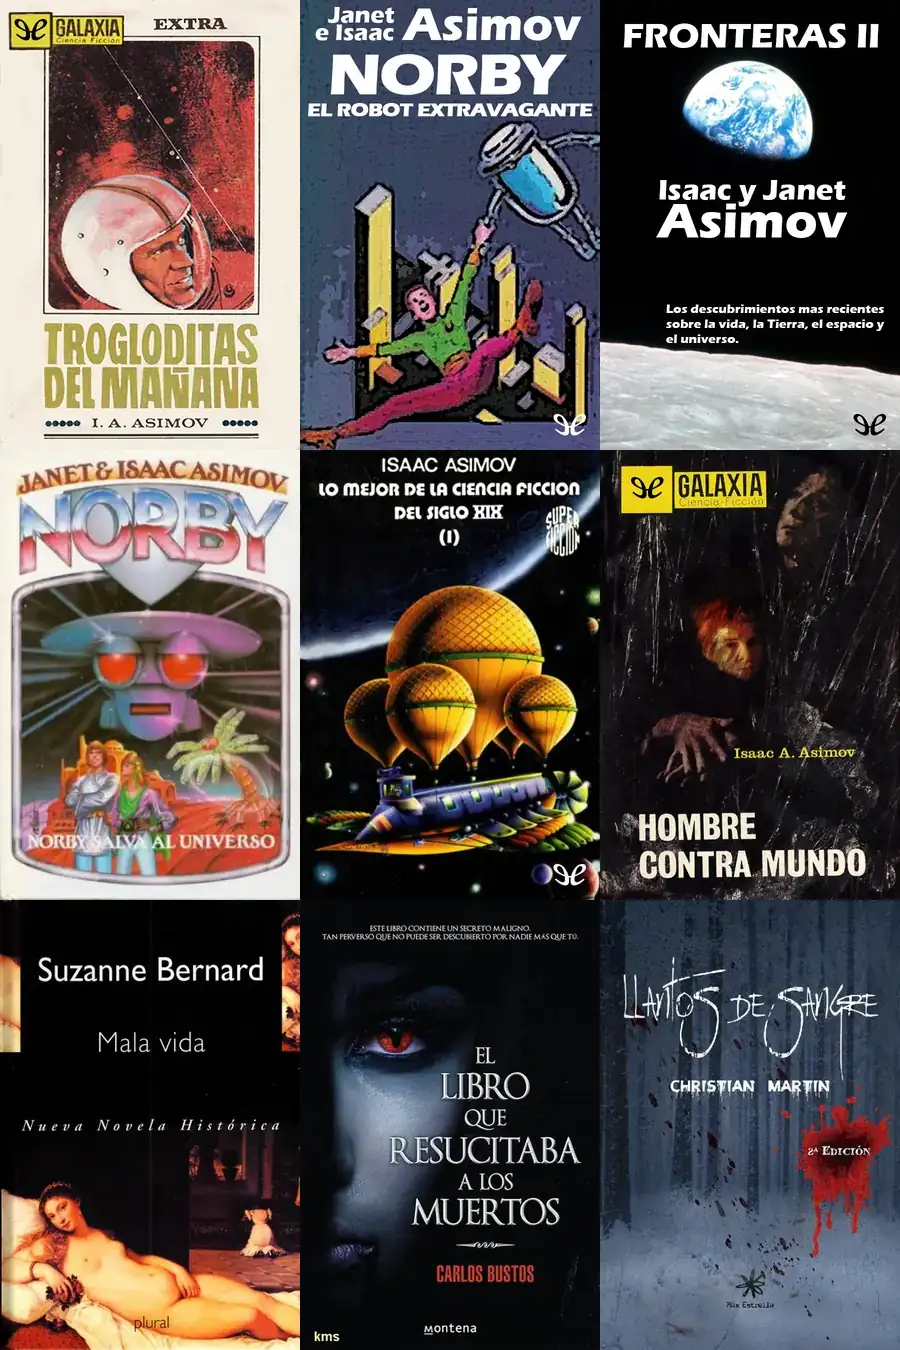 GALAXIA
Ciencia Ficción
EXTRA
TROGLODITAS
DEL MAÑANA
I. A. ASIMOV
Janet
e Isaac Asimov
NORBY
EL ROBOT EXTRAVAGANTE
FRONTERAS II
Isaac y Janet
Asimov
Los descubrimientos mas recientes
sobre la vida, la Tierra, el espacio y
el universo.
JANET & ISAAC ASIMOV
NORBY
NORBY SALVA AL UNIVERSO
ISAAC ASIMOV
LO MEJOR DE LA CIENCIA FICCION
DEL SIGLO XIX
(I)
SUPER
FICCION
GALAXIA
Ciencia-Ficción
Isaac A. Asimov
HOMBRE
CONTRA MUNDO
Suzanne Bernard
Mala vida
Nueva Novela Histórica
plural
ESTE LIBRO CONTIENE UN SECRETO MALIGNO.
TAN PERVERSO QUE NO PUEDE SER DESCUBIERTO POR NADIE MÁS QUE TÚ.
EL
LIBRO
QUE
RESUCITABA
A LOS
MUERTOS
CARLOS BUSTOS
montena
kms
LLANTOS DE SANGRE
CHRISTIAN MARTIN
2ª EDICIÓN
Max Estrella